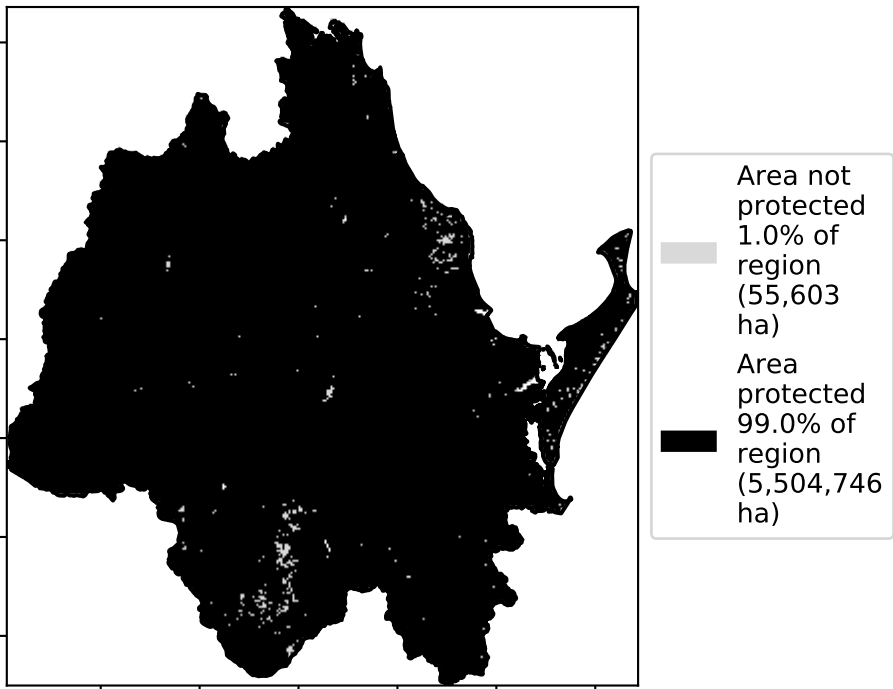 Area not
protected
1.0% of
region
(55,603
ha)
Area
protected
99.0% of
region
(5,504,746
ha)